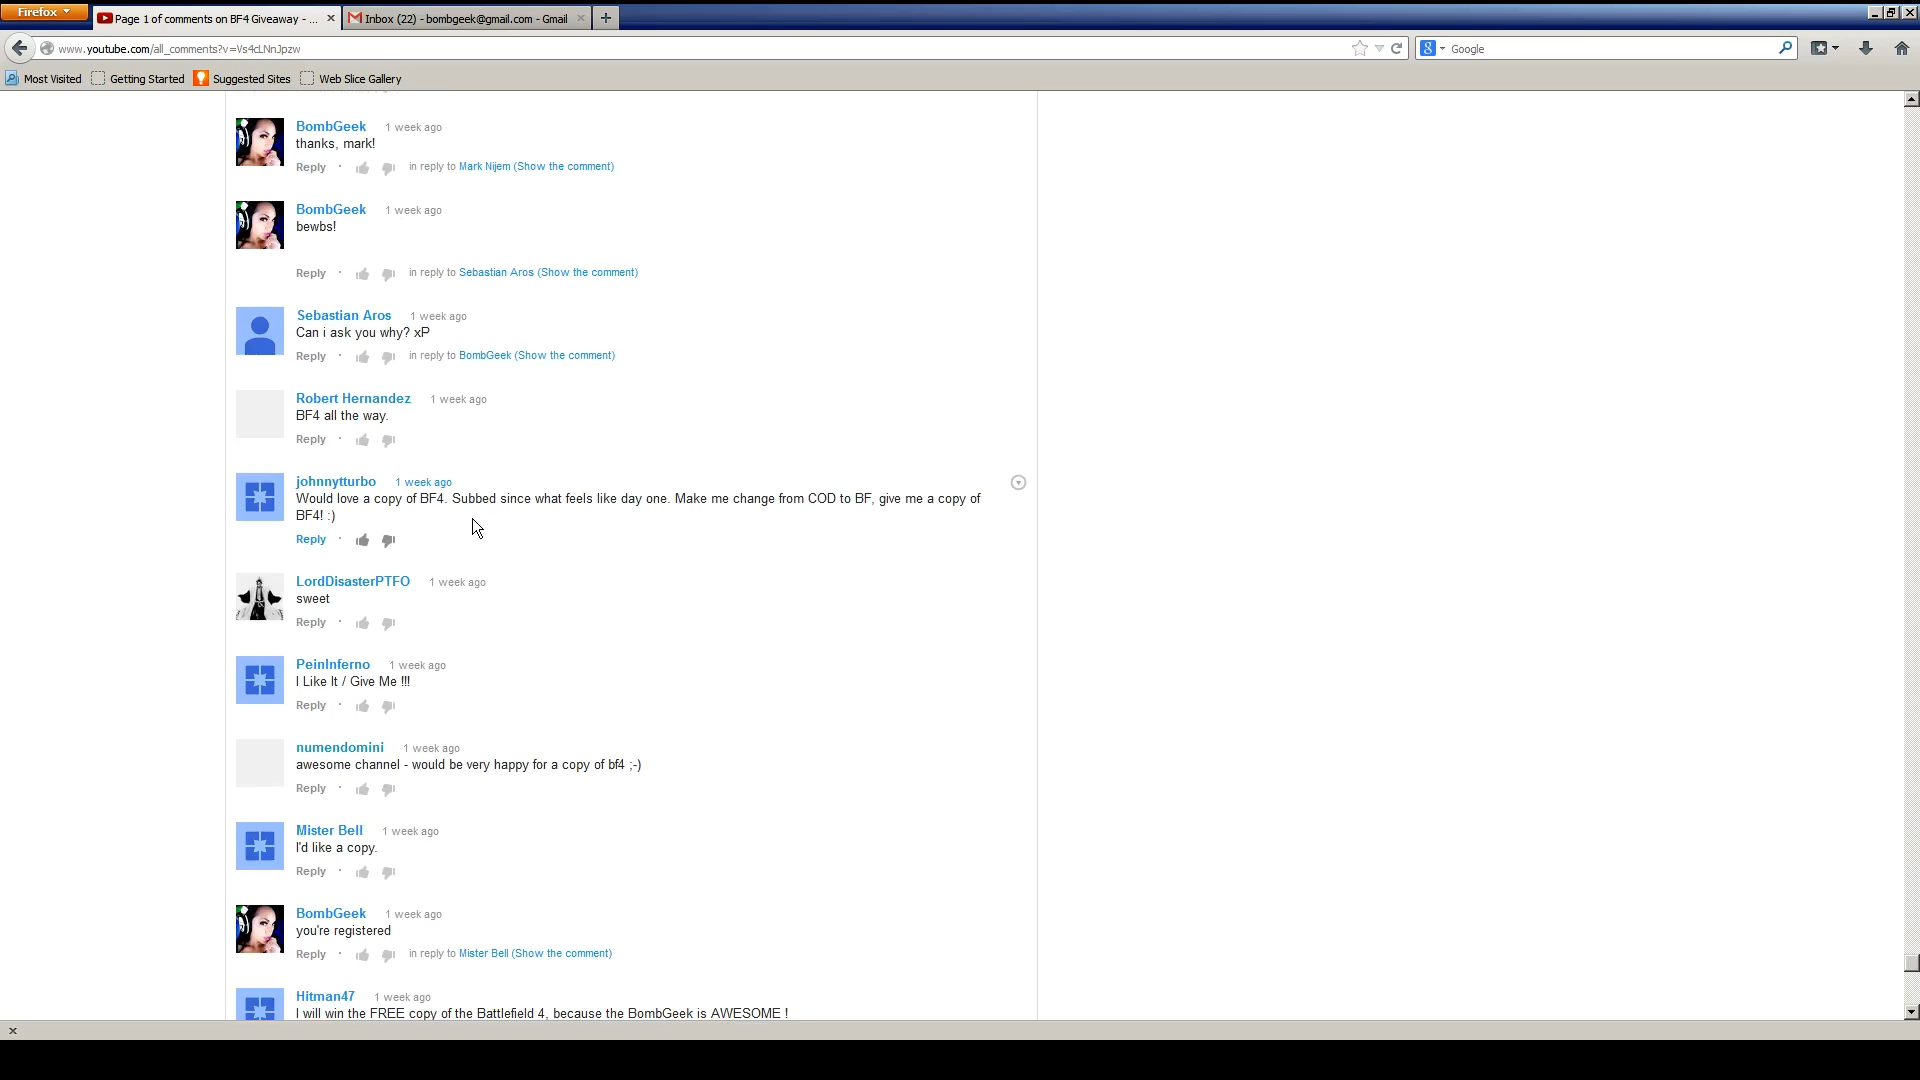 Firefox
Page 1 of comments on BF4 Giveaway - ...
Inbox (22) - bombgeek@gmail.com - Gmail
www.youtube.com/all_comments?v=Vs4cLNnJpzw
Google
Most Visited
Getting Started
Suggested Sites
Web Slice Gallery
BombGeek 1 week ago
thanks, mark!
Reply · in reply to Mark Nijem (Show the comment)
BombGeek 1 week ago
bewbs!
Reply · in reply to Sebastian Aros (Show the comment)
Sebastian Aros 1 week ago
Can i ask you why? xP
Reply · in reply to BombGeek (Show the comment)
Robert Hernandez 1 week ago
BF4 all the way.
Reply ·
johnnytturbo 1 week ago
Would love a copy of BF4. Subbed since what feels like day one. Make me change from COD to BF, give me a copy of
BF4! :)
Reply ·
LordDisasterPTFO 1 week ago
sweet
Reply ·
PeinInferno 1 week ago
I Like It / Give Me !!!
Reply ·
numendomini 1 week ago
awesome channel - would be very happy for a copy of bf4 ;-)
Reply ·
Mister Bell 1 week ago
I'd like a copy.
Reply ·
BombGeek 1 week ago
you're registered
Reply · in reply to Mister Bell (Show the comment)
Hitman47 1 week ago
I will win the FREE copy of the Battlefield 4, because the BombGeek is AWESOME !